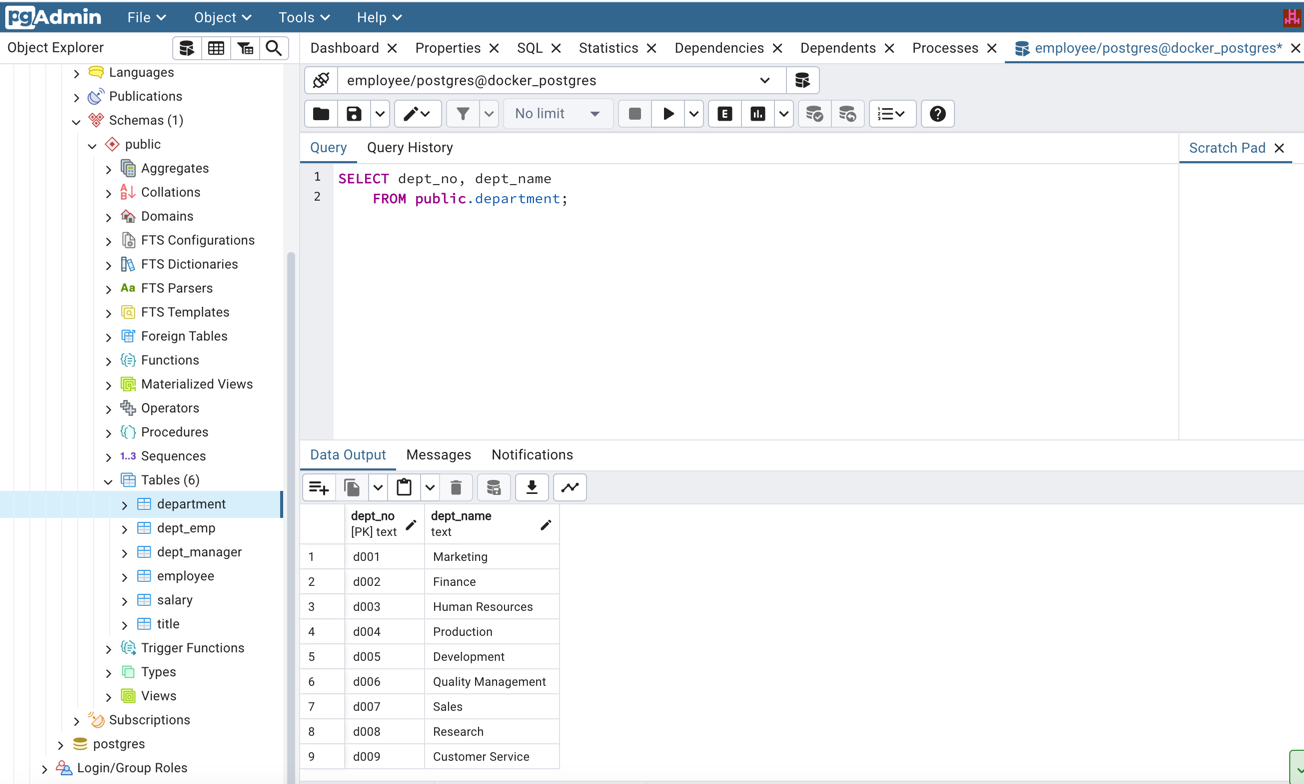 pgAdmin File Object Tools Help
Object Explorer
Dashboard Properties SQL Statistics Dependencies Dependents Processes employee/postgres@docker_postgres*
Languages
Publications
Schemas (1)
public
Aggregates
Collations
Domains
FTS Configurations
FTS Dictionaries
Aa FTS Parsers
FTS Templates
Foreign Tables
Functions
Materialized Views
Operators
Procedures
1..3 Sequences
Tables (6)
department
dept_emp
dept_manager
employee
salary
title
Trigger Functions
Types
Views
Subscriptions
postgres
Login/Group Roles
employee/postgres@docker_postgres
No limit
E
Query Query History
Scratch Pad
1 SELECT dept_no, dept_name
2 FROM public.department;
Data Output Messages Notifications
dept_no dept_name
[PK] text text
1 d001 Marketing
2 d002 Finance
3 d003 Human Resources
4 d004 Production
5 d005 Development
6 d006 Quality Management
7 d007 Sales
8 d008 Research
9 d009 Customer Service